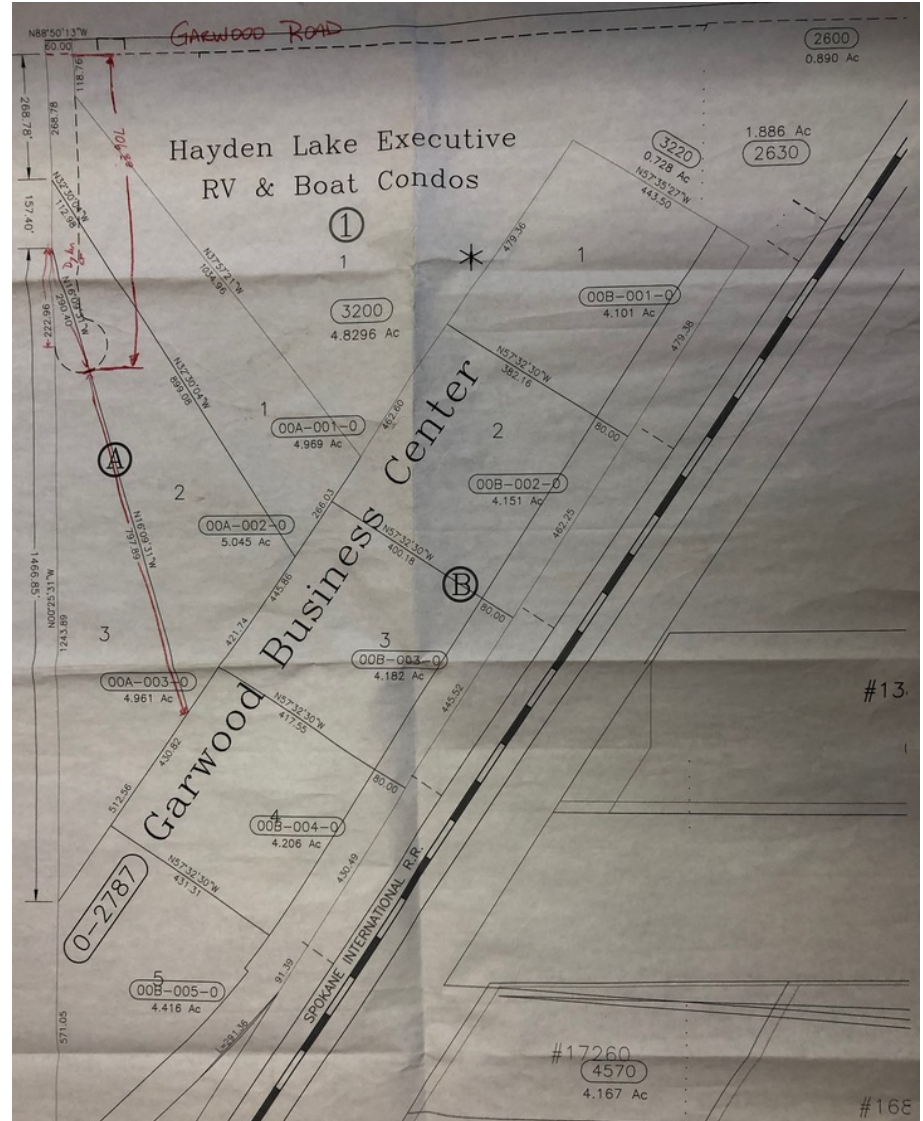 GARWOOD ROAD
N88°50'13"W
60.00
2600
0.890 Ac
118.76
268.78'
268.78
Hayden Lake Executive
RV & Boat Condos
1
1
3200
4.8296 Ac
3220
0.728 Ac
1.886 Ac
2630
N57°35'27"W
443.50
N32°30'04"W
112.98
157.40'
N37°57'21"W
1034.96
479.36
*
1
00B-001-0
4.101 Ac
290.40
222.96
479.38
N32°30'04"W
899.08
N57°32'30"W
382.16
1
00A-001-0
4.969 Ac
462.60
2
80.00
A
2
00A-002-0
5.045 Ac
00B-002-0
4.151 Ac
266.03
462.25
N16°09'31"W
797.89
N57°32'30"W
400.18
B
80.00
445.86
1466.85'
N00°25'31"W
1243.89
3
421.74
3
00B-003-0
4.182 Ac
00A-003-0
4.961 Ac
445.52
N57°32'30"W
417.55
#13
Garwood Business Center
430.82
80.00
512.56
4
00B-004-0
4.206 Ac
N57°32'30"W
431.31
430.49
0-2787
SPOKANE INTERNATIONAL R.R.
5
00B-005-0
4.416 Ac
91.39
L=291.36
571.05
#17260
4570
4.167 Ac
#168